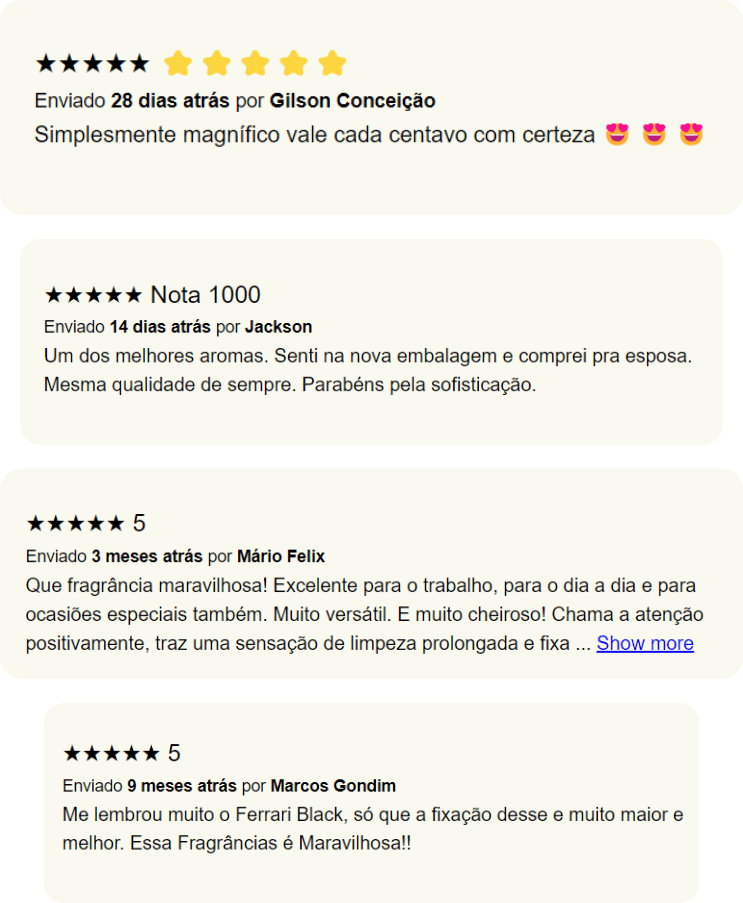 ★★★★★ ⭐⭐⭐⭐⭐
Enviado 28 dias atrás por Gilson Conceição
Simplesmente magnífico vale cada centavo com certeza 😍 😍 😍
★★★★★ Nota 1000
Enviado 14 dias atrás por Jackson
Um dos melhores aromas. Senti na nova embalagem e comprei pra esposa.
Mesma qualidade de sempre. Parabéns pela sofisticação.
★★★★★ 5
Enviado 3 meses atrás por Mário Felix
Que fragrância maravilhosa! Excelente para o trabalho, para o dia a dia e para
ocasiões especiais também. Muito versátil. E muito cheiroso! Chama a atenção
positivamente, traz uma sensação de limpeza prolongada e fixa ... Show more
★★★★★ 5
Enviado 9 meses atrás por Marcos Gondim
Me lembrou muito o Ferrari Black, só que a fixação desse e muito maior e
melhor. Essa Fragrâncias é Maravilhosa!!